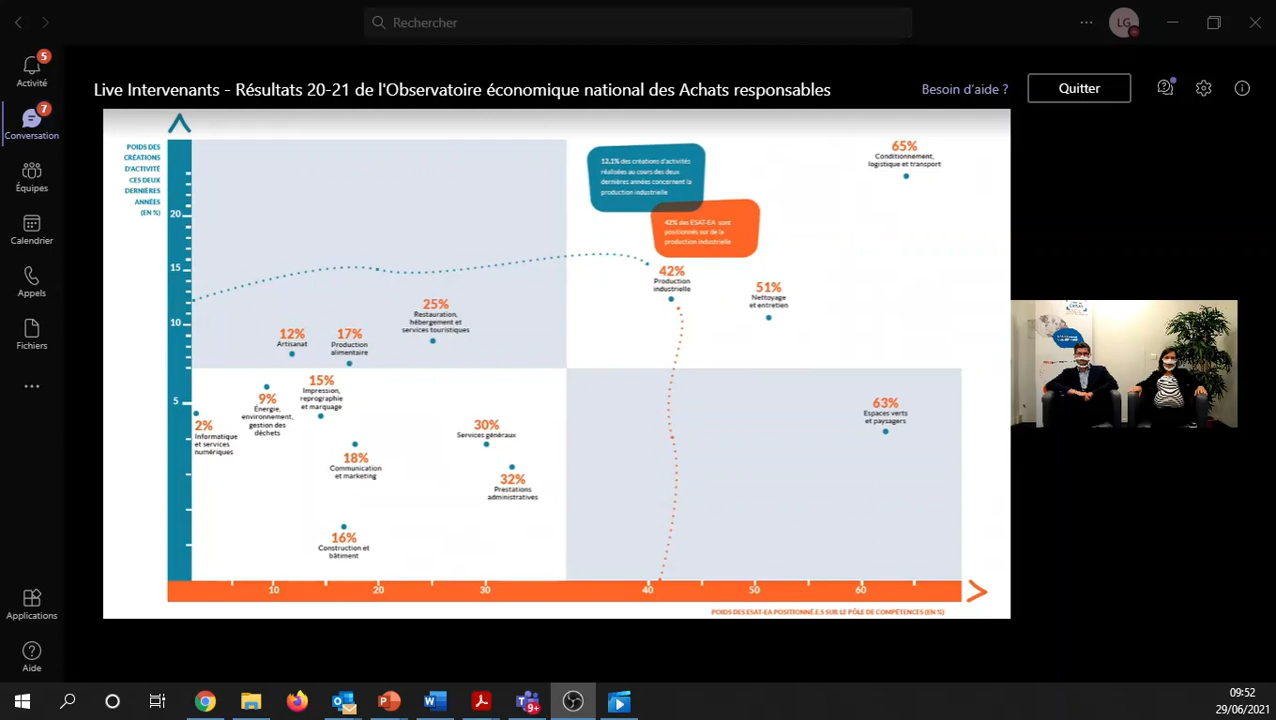 Rechercher
LG
5
Activité
7
Conversation
Équipes
Calendrier
Appels
Fichiers
Applications
Aide
Live Intervenants - Résultats 20-21 de l'Observatoire économique national des Achats responsables
Besoin d'aide ?
Quitter
POIDS DES
CRÉATIONS
D'ACTIVITÉ
CES DEUX
DERNIÈRES
ANNÉES
(EN %)
20
15
10
5
12,1% des créations d'activités
réalisées au cours des deux
dernières années concernent la
production industrielle
42% des ESAT-EA sont
positionnés sur de la
production industrielle
65%
Conditionnement,
logistique et transport
42%
Production
industrielle
51%
Nettoyage
et entretien
25%
Restauration,
hébergement et
services touristiques
12%
Artisanat
17%
Production
alimentaire
15%
Impression,
reprographie
et marquage
9%
Énergie,
environnement,
gestion des
déchets
2%
Informatique
et services
numériques
18%
Communication
et marketing
30%
Services généraux
32%
Prestations
administratives
16%
Construction et
bâtiment
63%
Espaces verts
et paysagers
10
20
30
40
50
60
POIDS DES ESAT-EA POSITIONNÉ.E.S SUR LE PÔLE DE COMPÉTENCES (EN %)
9+
09:52
29/06/2021